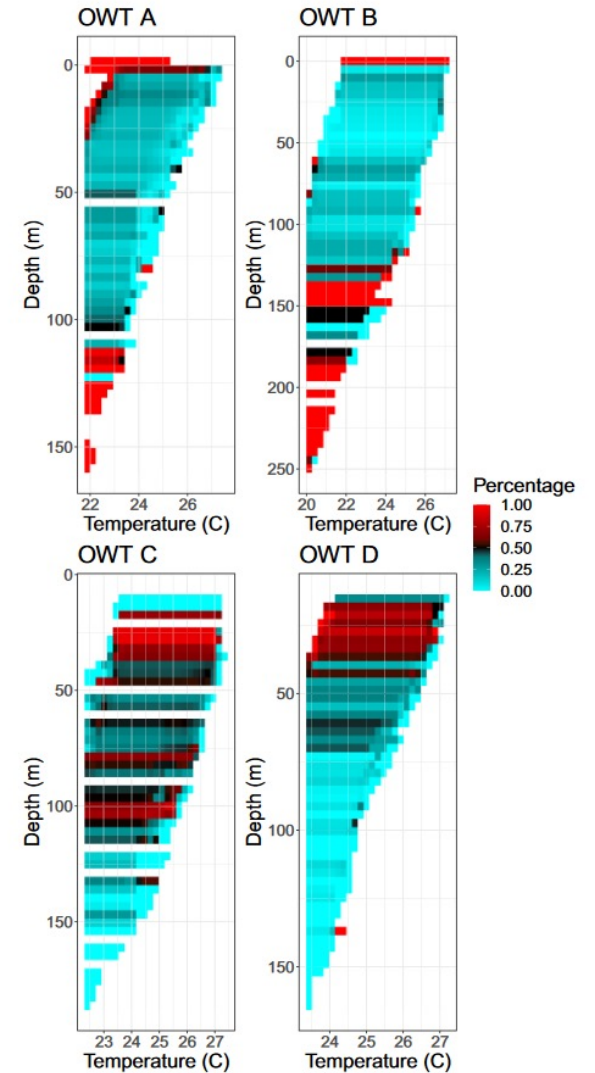 OWT A
OWT B
0
50
100
150
Depth (m)
22 24 26
Temperature (C)
0
50
100
150
200
250
Depth (m)
20 22 24 26
Temperature (C)
Percentage
1.00
0.75
0.50
0.25
0.00
OWT C
OWT D
0
50
100
150
Depth (m)
23 24 25 26 27
Temperature (C)
50
100
150
Depth (m)
24 25 26 27
Temperature (C)